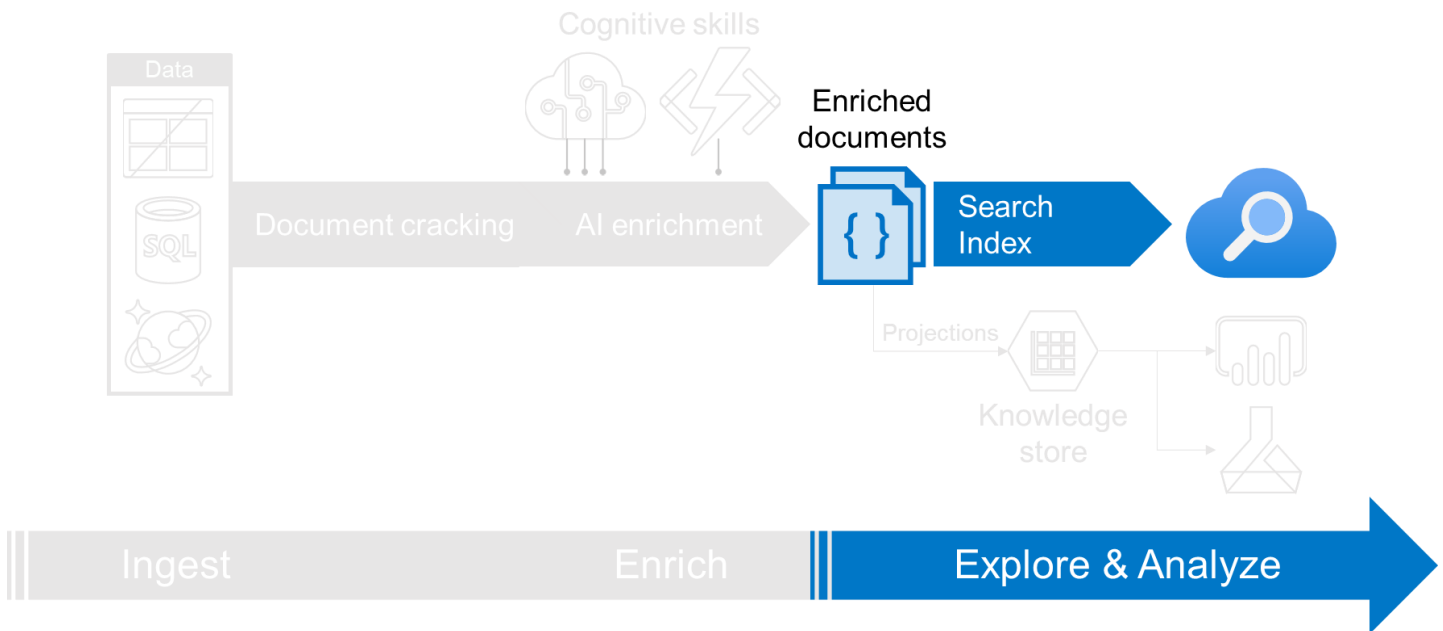 Cognitive skills
Data
SQL
Document cracking
AI enrichment
Enriched
documents
{ }
Search
Index
Projections
Knowledge
store
Ingest
Enrich
Explore & Analyze